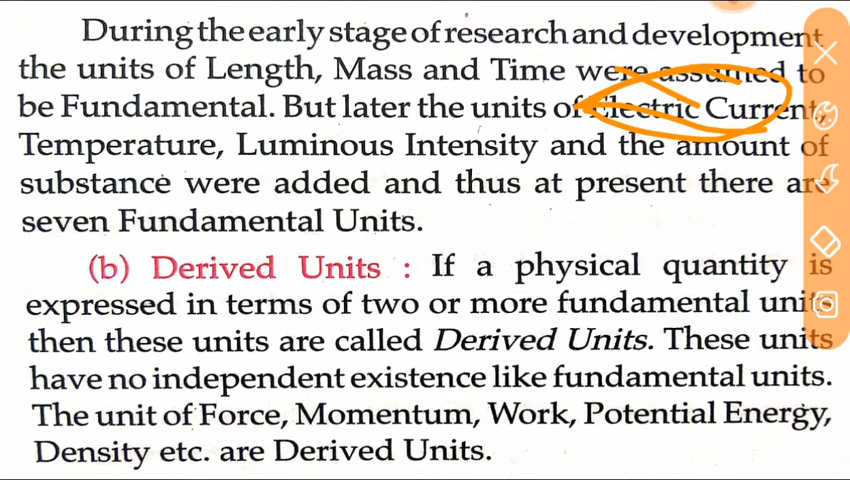 During the early stage of research and development
the units of Length, Mass and Time were assumed to
be Fundamental. But later the units of Electric Current,
Temperature, Luminous Intensity and the amount of
substance were added and thus at present there are
seven Fundamental Units.
(b) Derived Units : If a physical quantity is
expressed in terms of two or more fundamental units
then these units are called Derived Units. These units
have no independent existence like fundamental units.
The unit of Force, Momentum, Work, Potential Energy,
Density etc. are Derived Units.